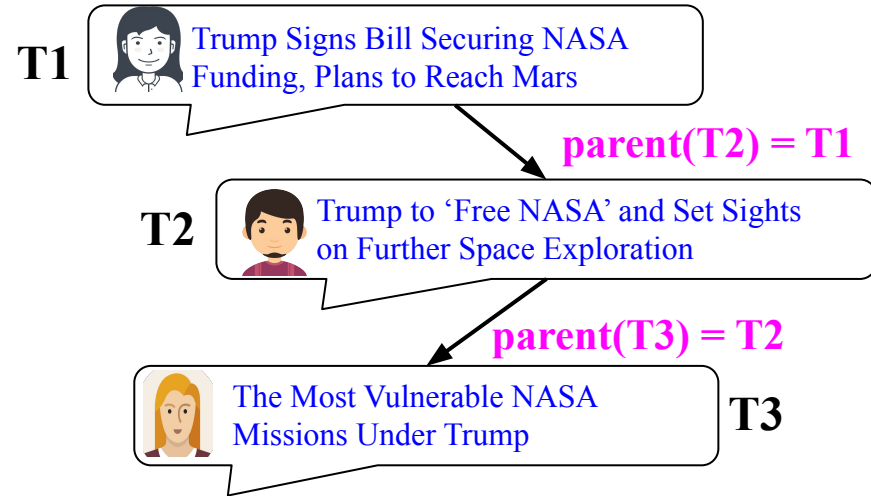 T1
Trump Signs Bill Securing NASA
Funding, Plans to Reach Mars
parent(T2) = T1
T2
Trump to ‘Free NASA’ and Set Sights
on Further Space Exploration
parent(T3) = T2
The Most Vulnerable NASA
Missions Under Trump
T3